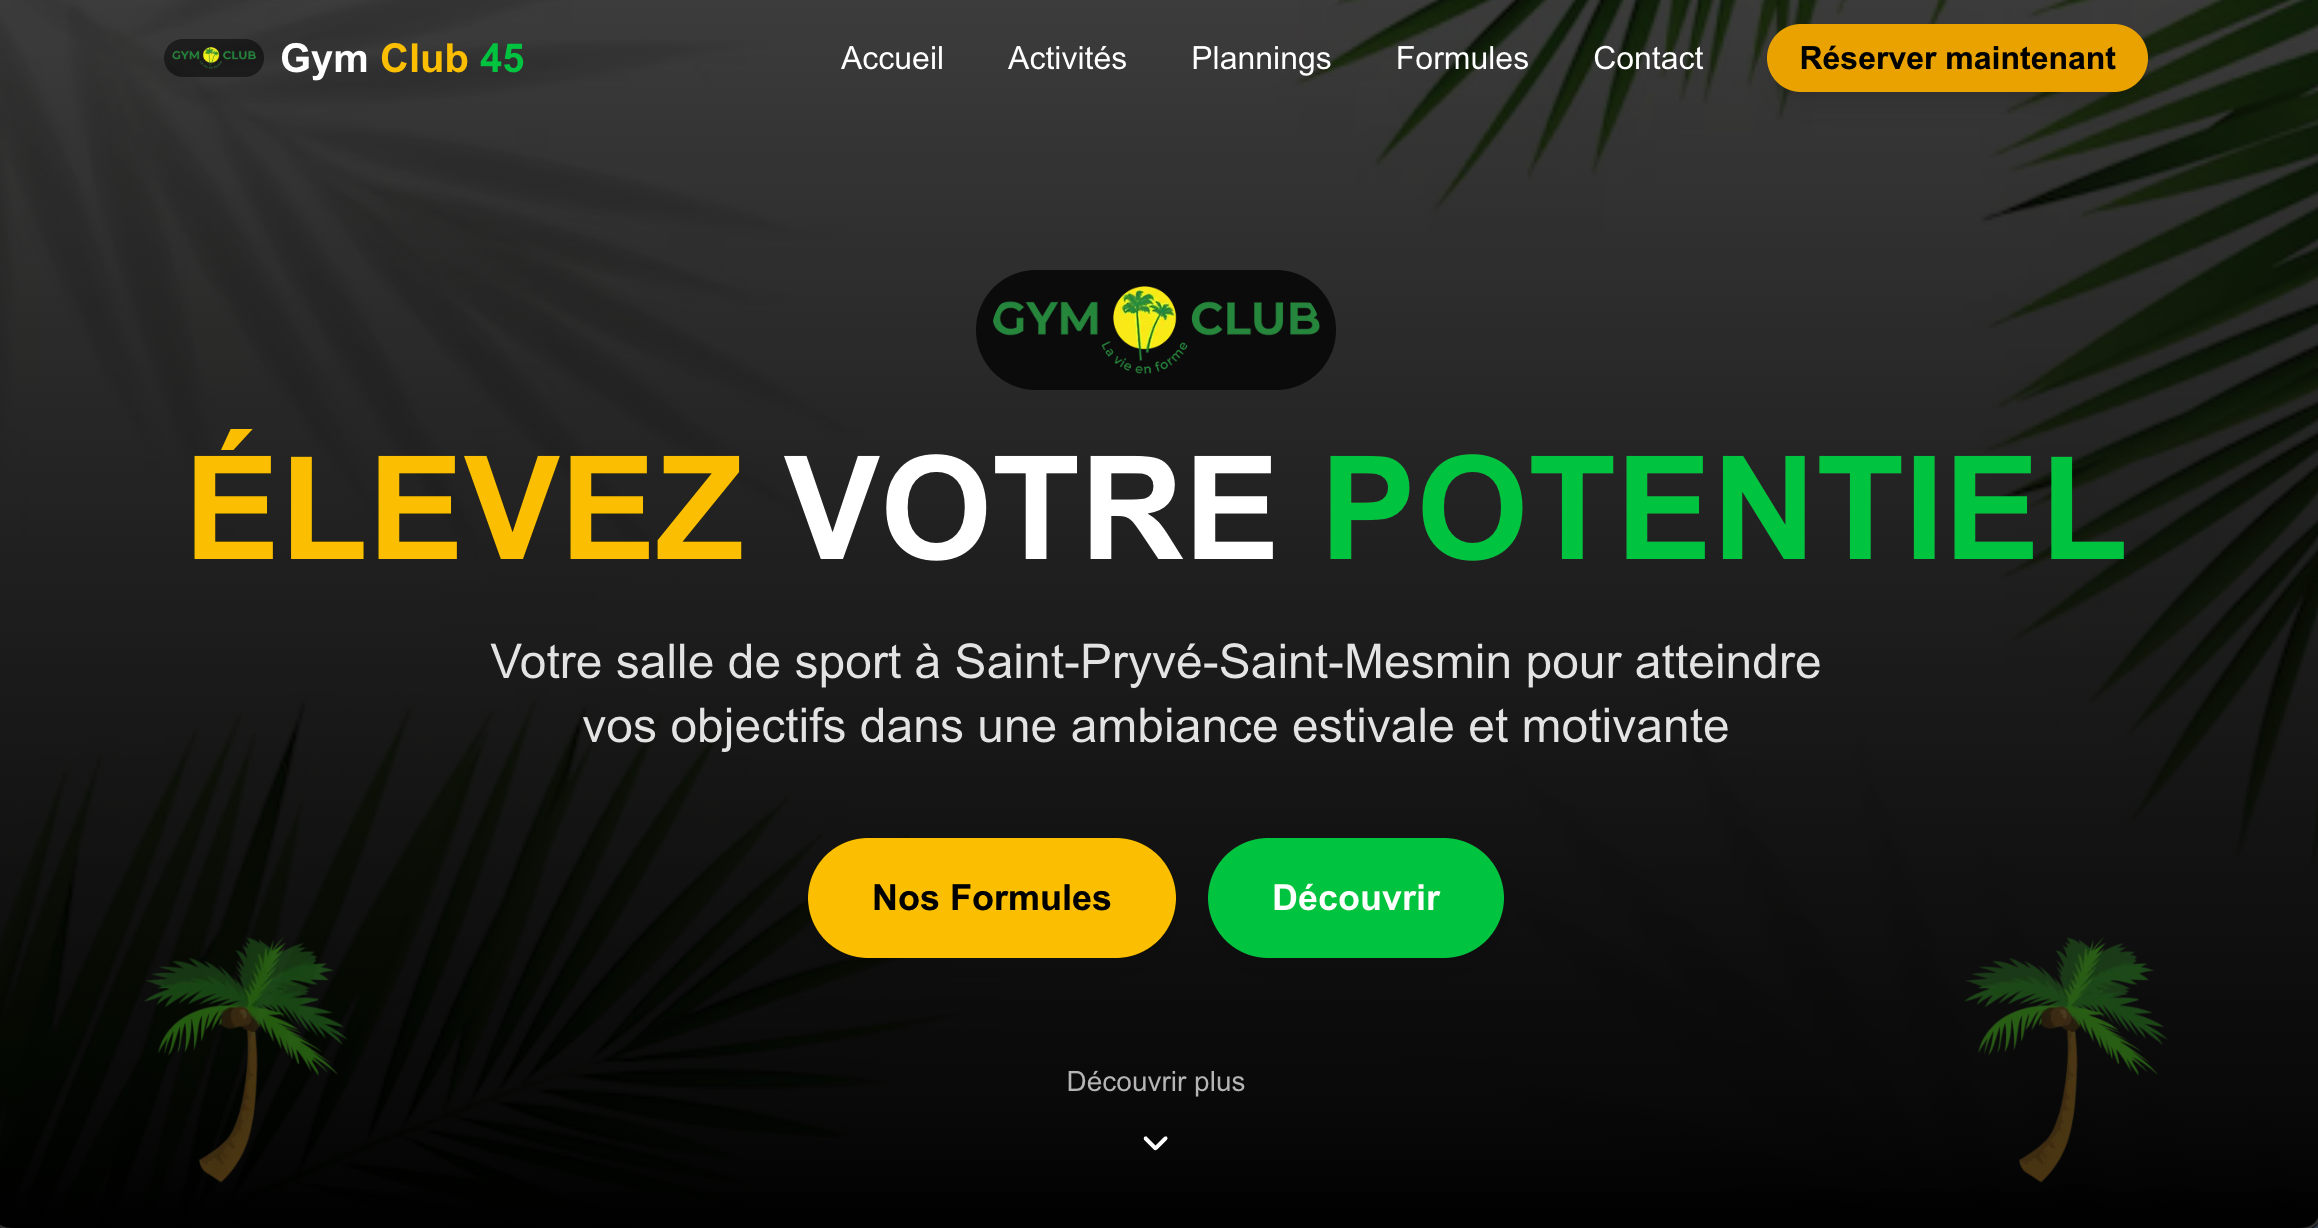 GYM CLUB
Gym Club 45
Accueil
Activités
Plannings
Formules
Contact
Réserver maintenant
GYM CLUB
La vie en forme
ÉLEVEZ VOTRE POTENTIEL
Votre salle de sport à Saint-Pryvé-Saint-Mesmin pour atteindre
vos objectifs dans une ambiance estivale et motivante
Nos Formules
Découvrir
Découvrir plus